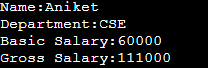 Name:Aniket
Department:CSE
Basic Salary:60000
Gross Salary:111000